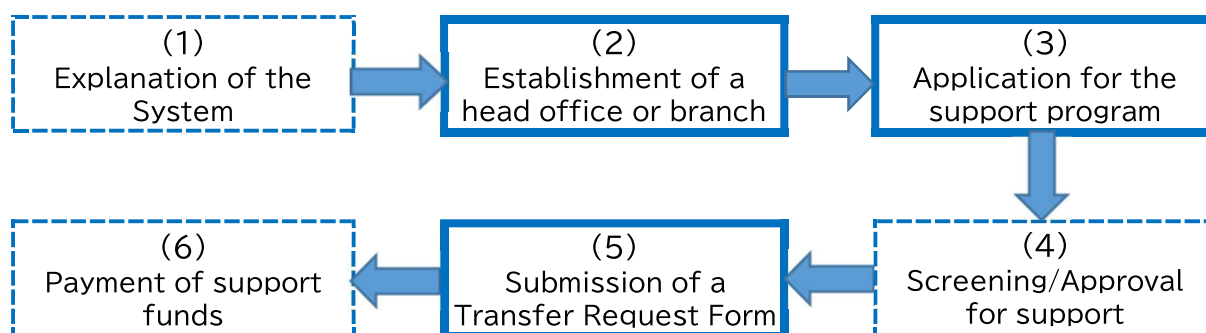 (1)
Explanation of the
System
(2)
Establishment of a
head office or branch
(3)
Application for the
support program
(4)
Screening/Approval
for support
(5)
Submission of a
Transfer Request Form
(6)
Payment of support
funds